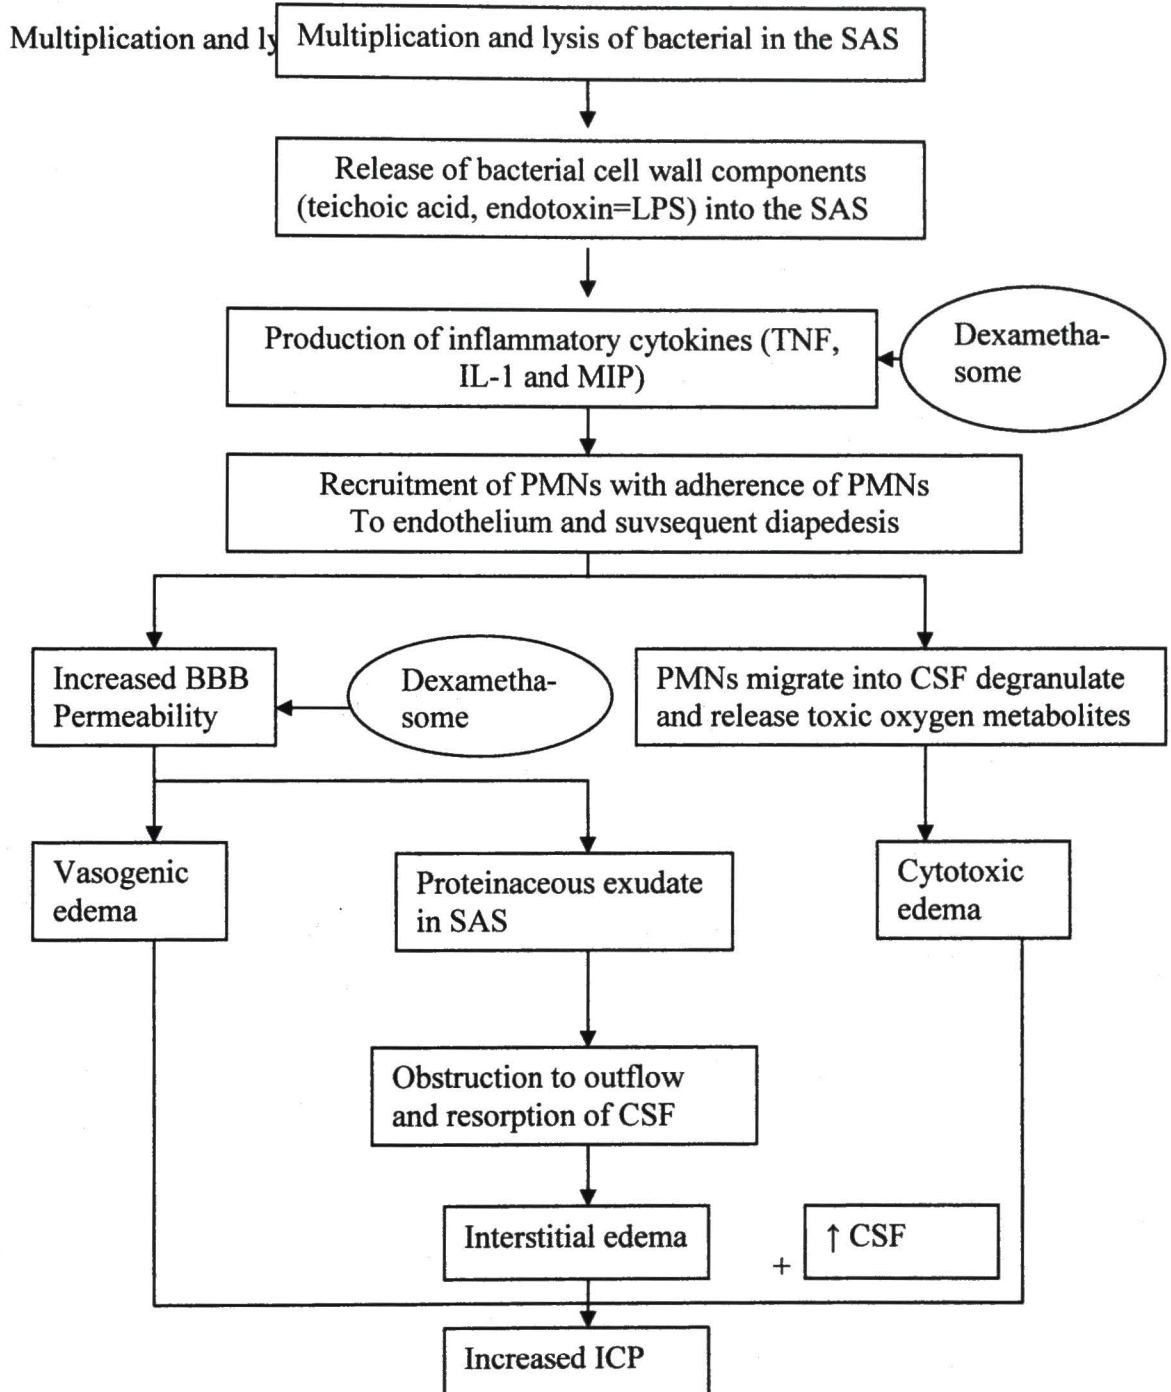 Multiplication and ly
Multiplication and lysis of bacterial in the SAS
Release of bacterial cell wall components
(teichoic acid, endotoxin=LPS) into the SAS
Production of inflammatory cytokines (TNF,
IL-1 and MIP)
Dexametha-
some
Recruitment of PMNs with adherence of PMNs
To endothelium and suvsequent diapedesis
Increased BBB
Permeability
Dexametha-
some
PMNs migrate into CSF degranulate
and release toxic oxygen metabolites
Vasogenic
edema
Proteinaceous exudate
in SAS
Cytotoxic
edema
Obstruction to outflow
and resorption of CSF
Interstitial edema
+
↑ CSF
Increased ICP